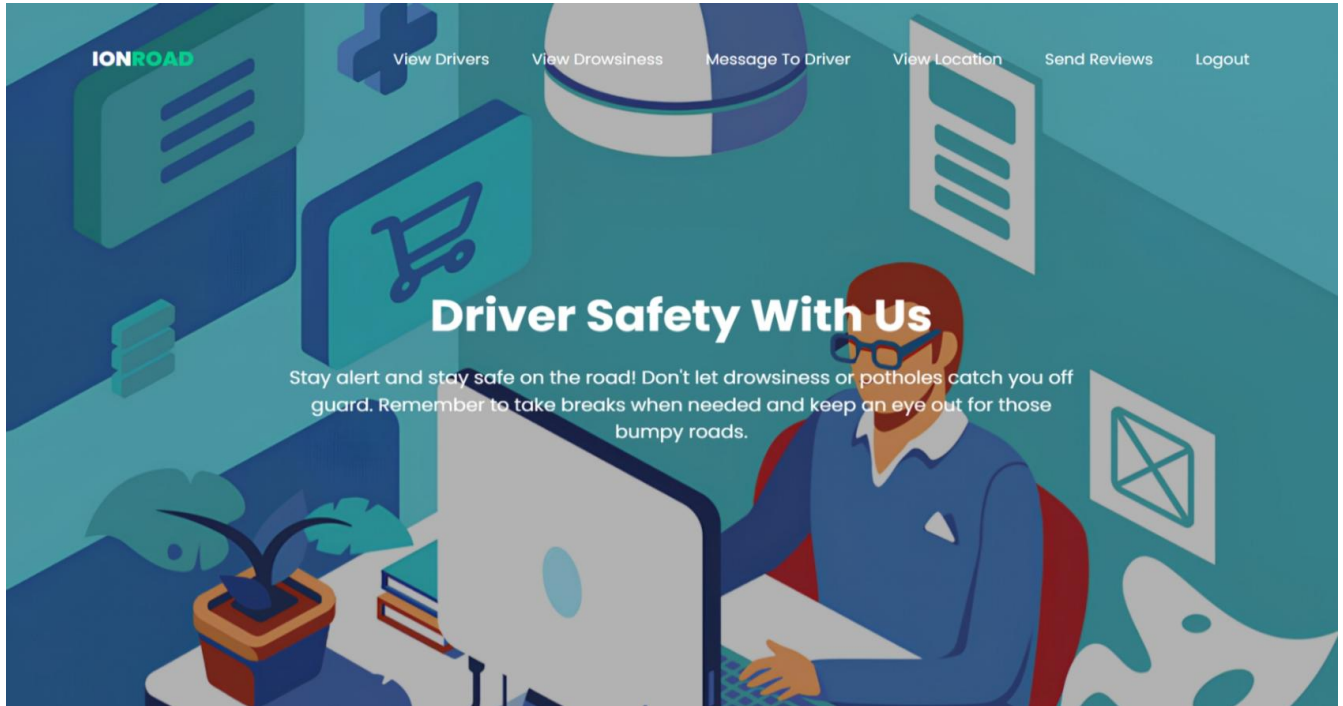 IONROAD View Drivers View Drowsiness Message To Driver View Location Send Reviews Logout
Driver Safety With Us
Stay alert and stay safe on the road! Don't let drowsiness or potholes catch you off
guard. Remember to take breaks when needed and keep an eye out for those
bumpy roads.